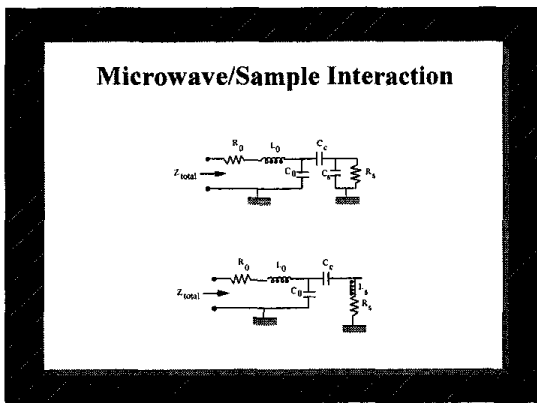 Microwave/Sample Interaction
R0 L0 Cc
C0 Cs Rs
Ztotal
R0 L0 Cc
C0 Ls
Ztotal Rs